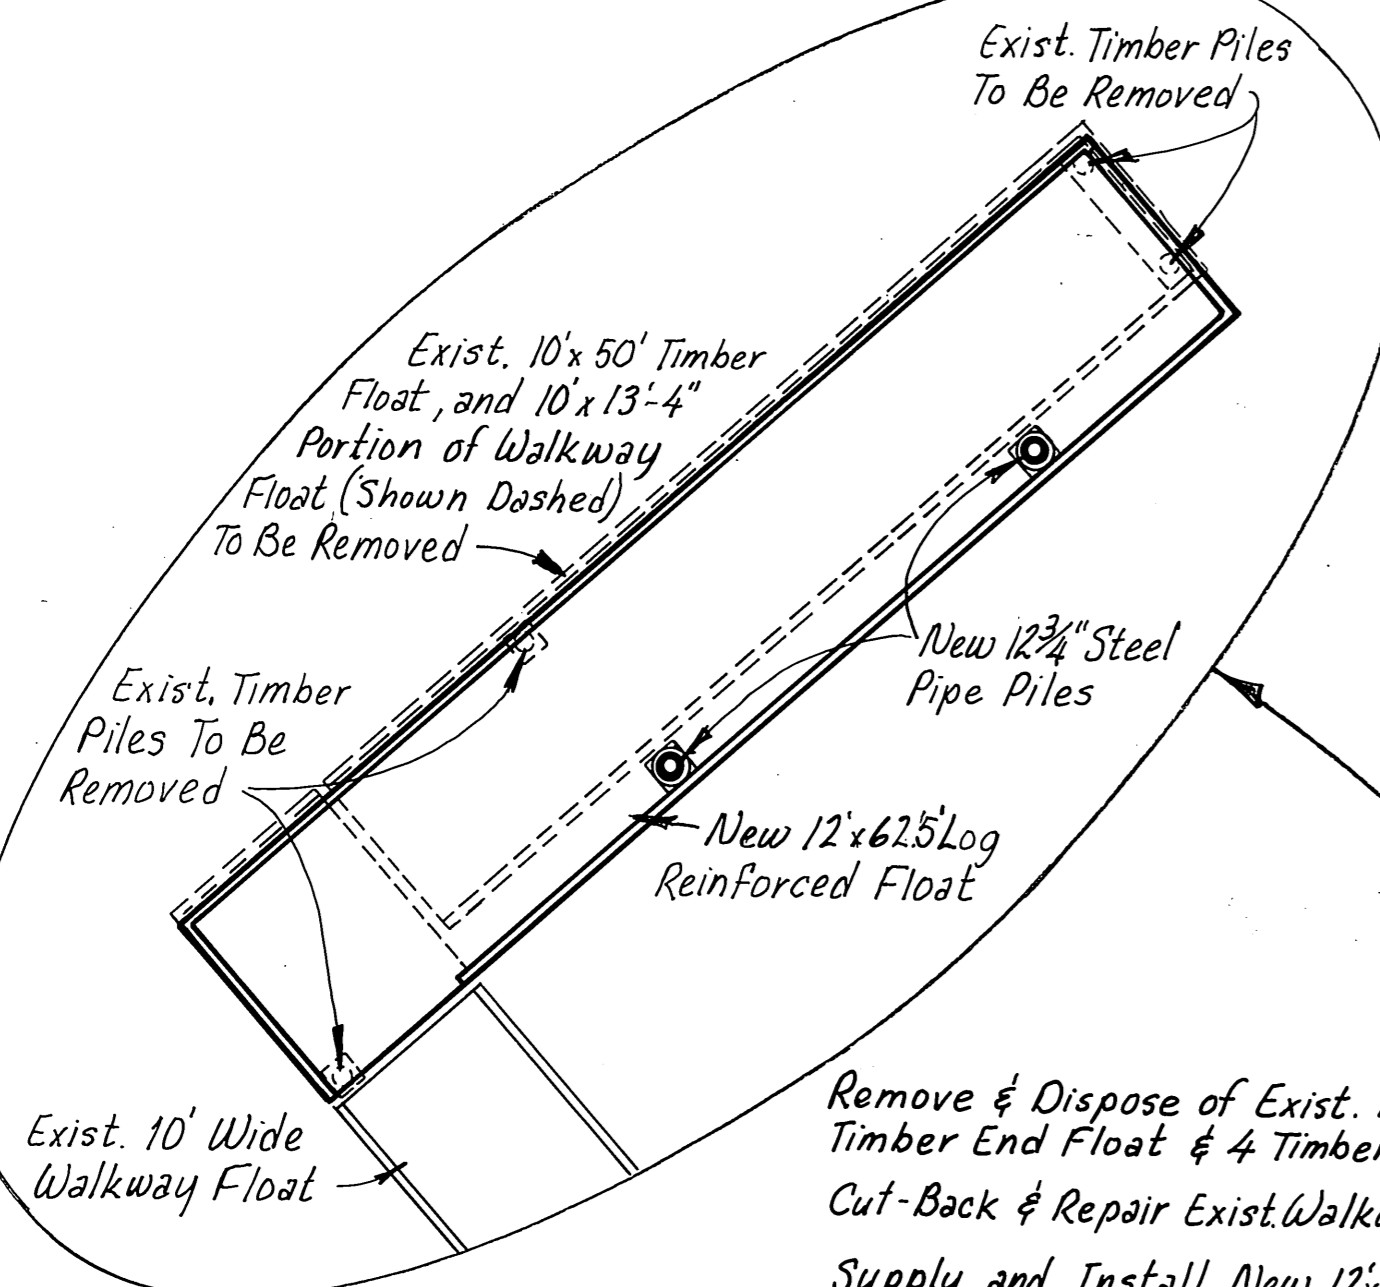 Exist. Timber Piles
To Be Removed
Exist. 10' x 50' Timber
Float, and 10' x 13'-4"
Portion of Walkway
Float (Shown Dashed)
To Be Removed
New 12 3/4" Steel
Pipe Piles
Exist. Timber
Piles To Be
Removed
New 12' x 62.5' Log
Reinforced Float
Exist. 10' Wide
Walkway Float
Remove & Dispose of Exist.
Timber End Float & 4 Timber
Cut-Back & Repair Exist. Walk
Supply and Install New 12'